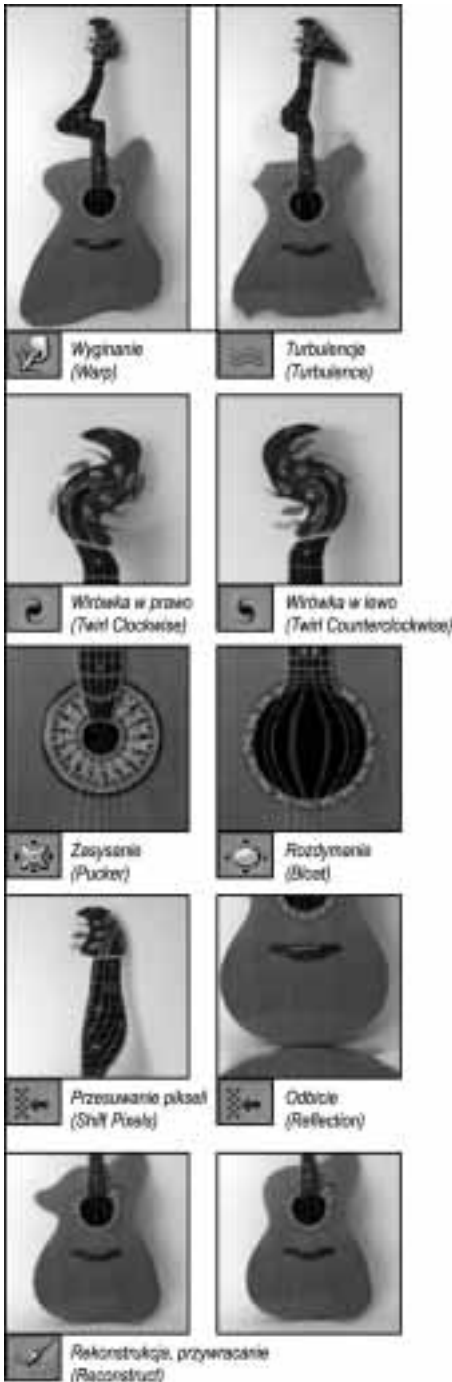 Wyginanie
(Warp)
Turbulencje
(Turbulence)
Wirówka w prawo
(Twirl Clockwise)
Wirówka w lewo
(Twirl Counterclockwise)
Zasysanie
(Pucker)
Rozdymanie
(Bloat)
Przesuwanie pikseli
(Shift Pixels)
Odbicie
(Reflection)
Rekonstrukcja, przywracanie
(Reconstruct)